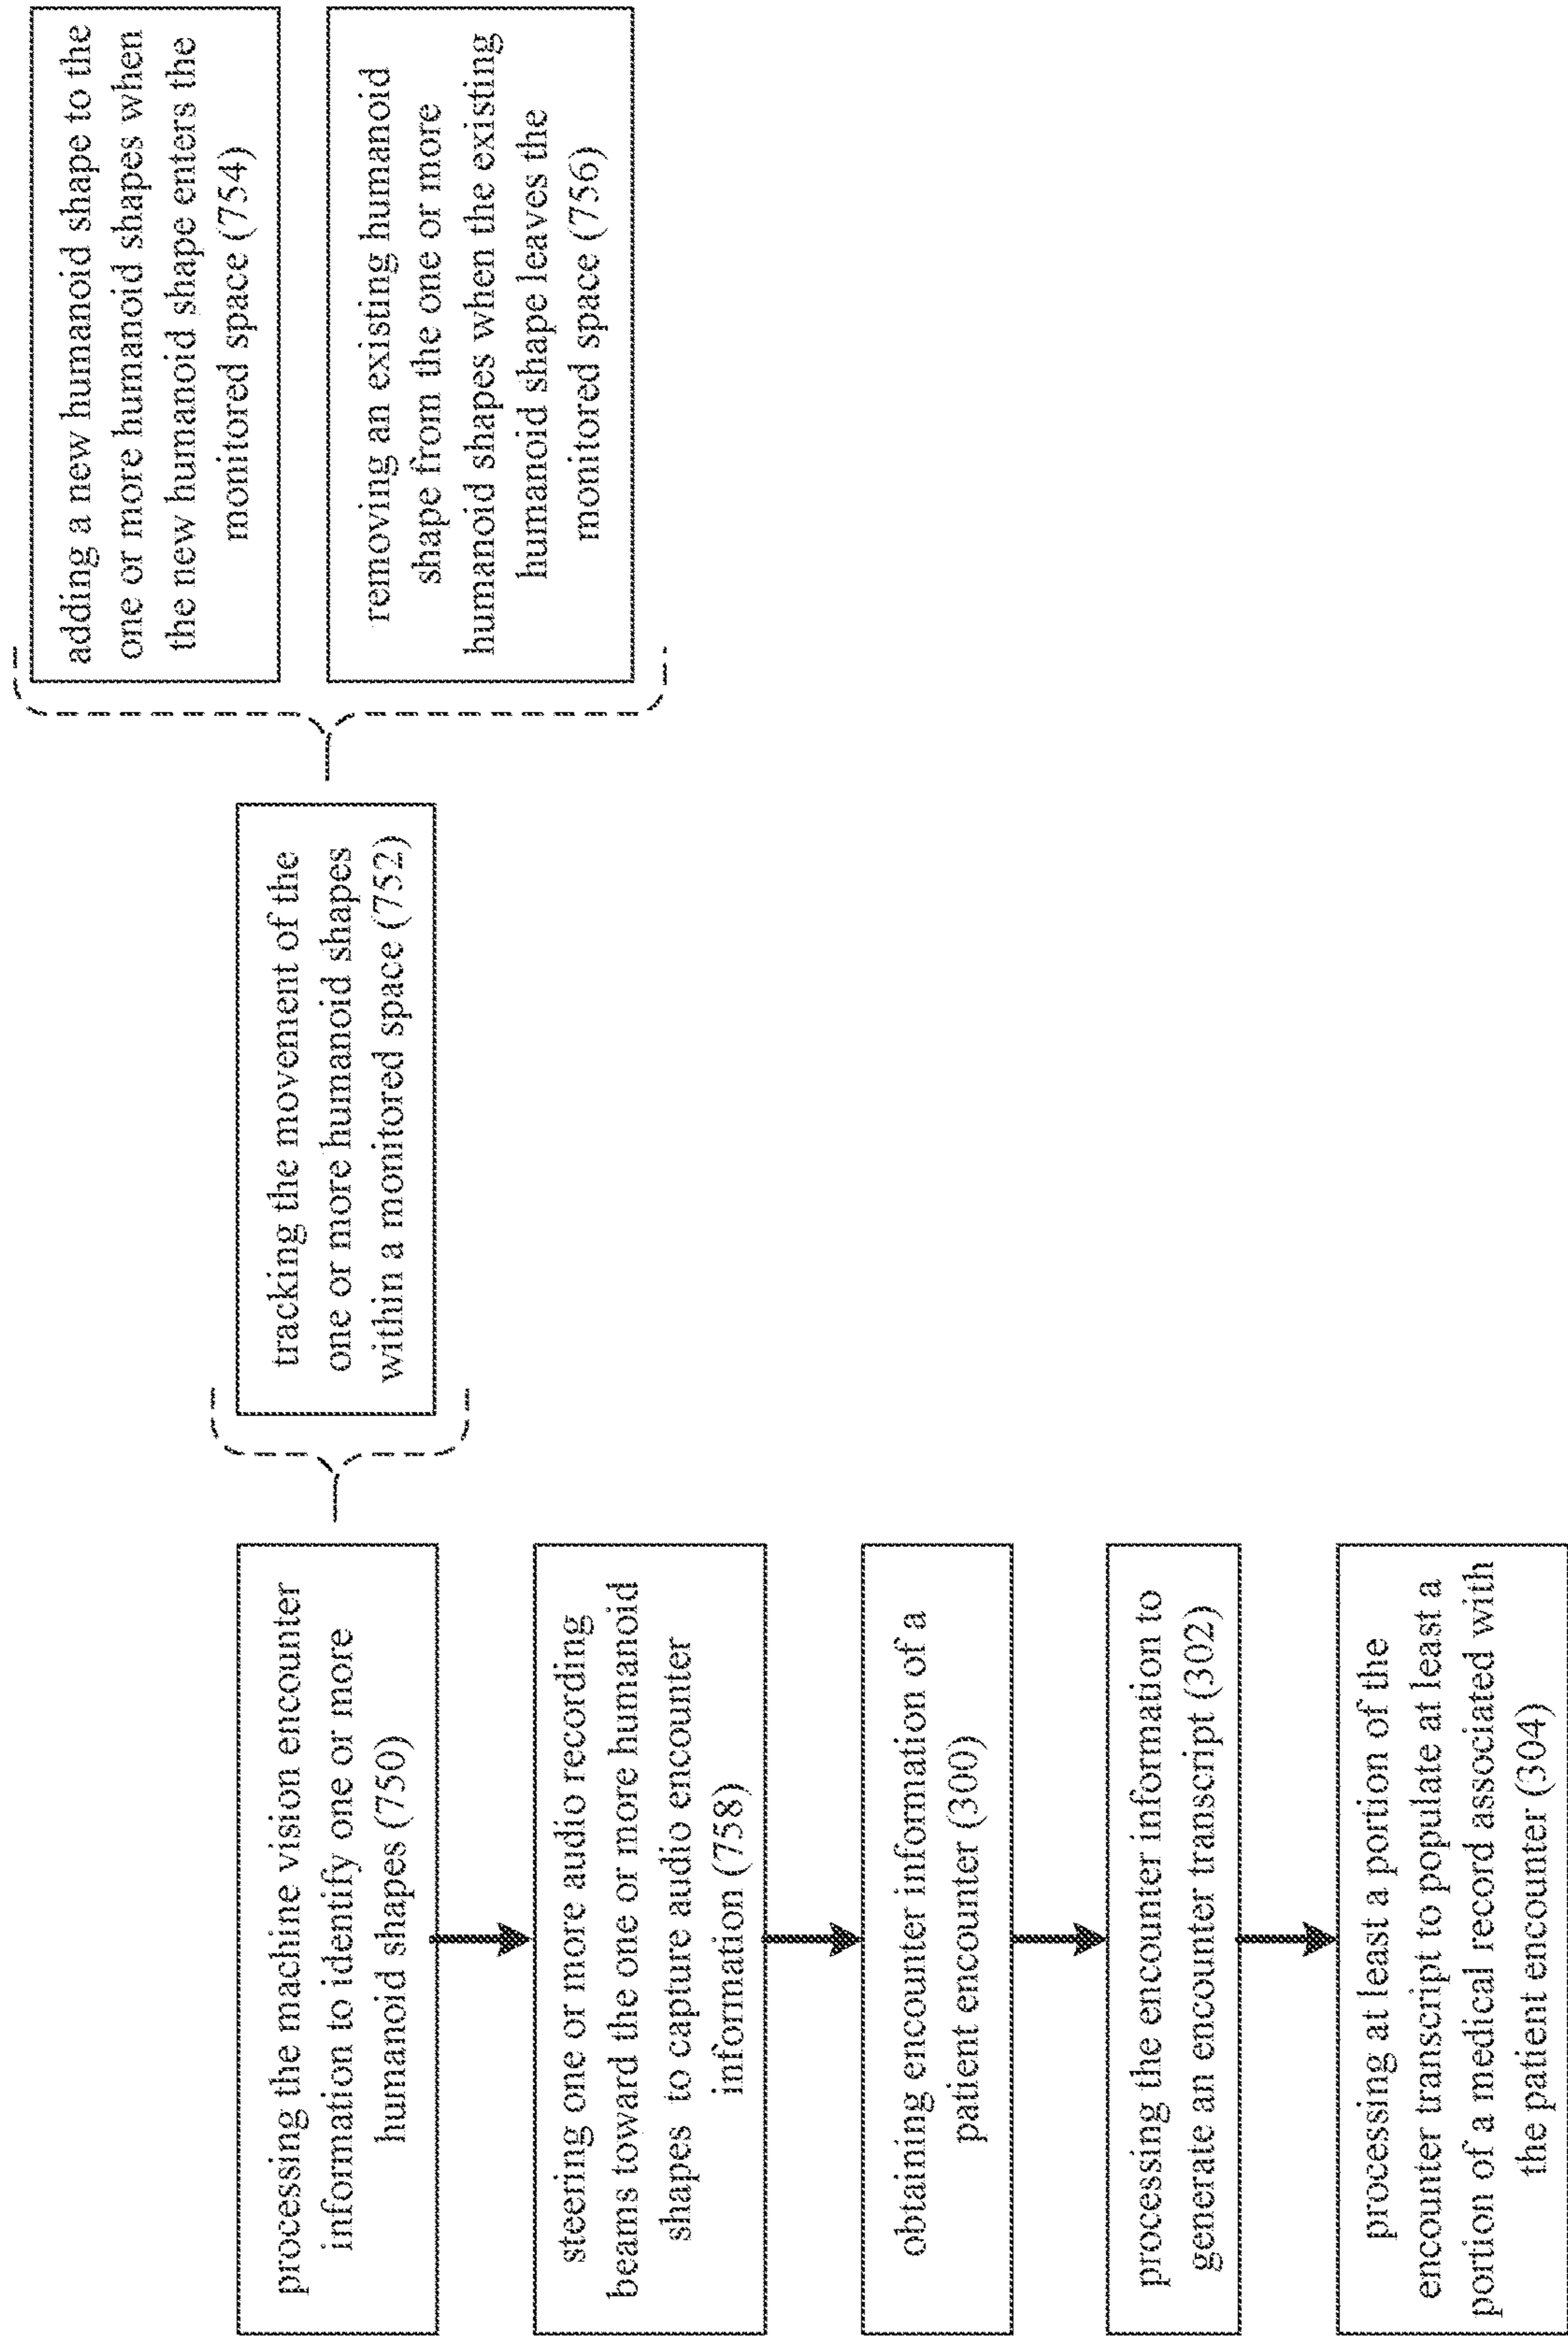 processing the machine vision encounter
information to identify one or more
humanoid shapes (750)
tracking the movement of the
one or more humanoid shapes
within a monitored space (752)
adding a new humanoid shape to the
one or more humanoid shapes when
the new humanoid shape enters the
monitored space (754)
removing an existing humanoid
shape from the one or more
humanoid shapes when the existing
humanoid shape leaves the
monitored space (756)
steering one or more audio recording
beams toward the one or more humanoid
shapes to capture audio encounter
information (758)
obtaining encounter information of a
patient encounter (300)
processing the encounter information to
generate an encounter transcript (302)
processing at least a portion of the
encounter transcript to populate at least a
portion of a medical record associated with
the patient encounter (304)